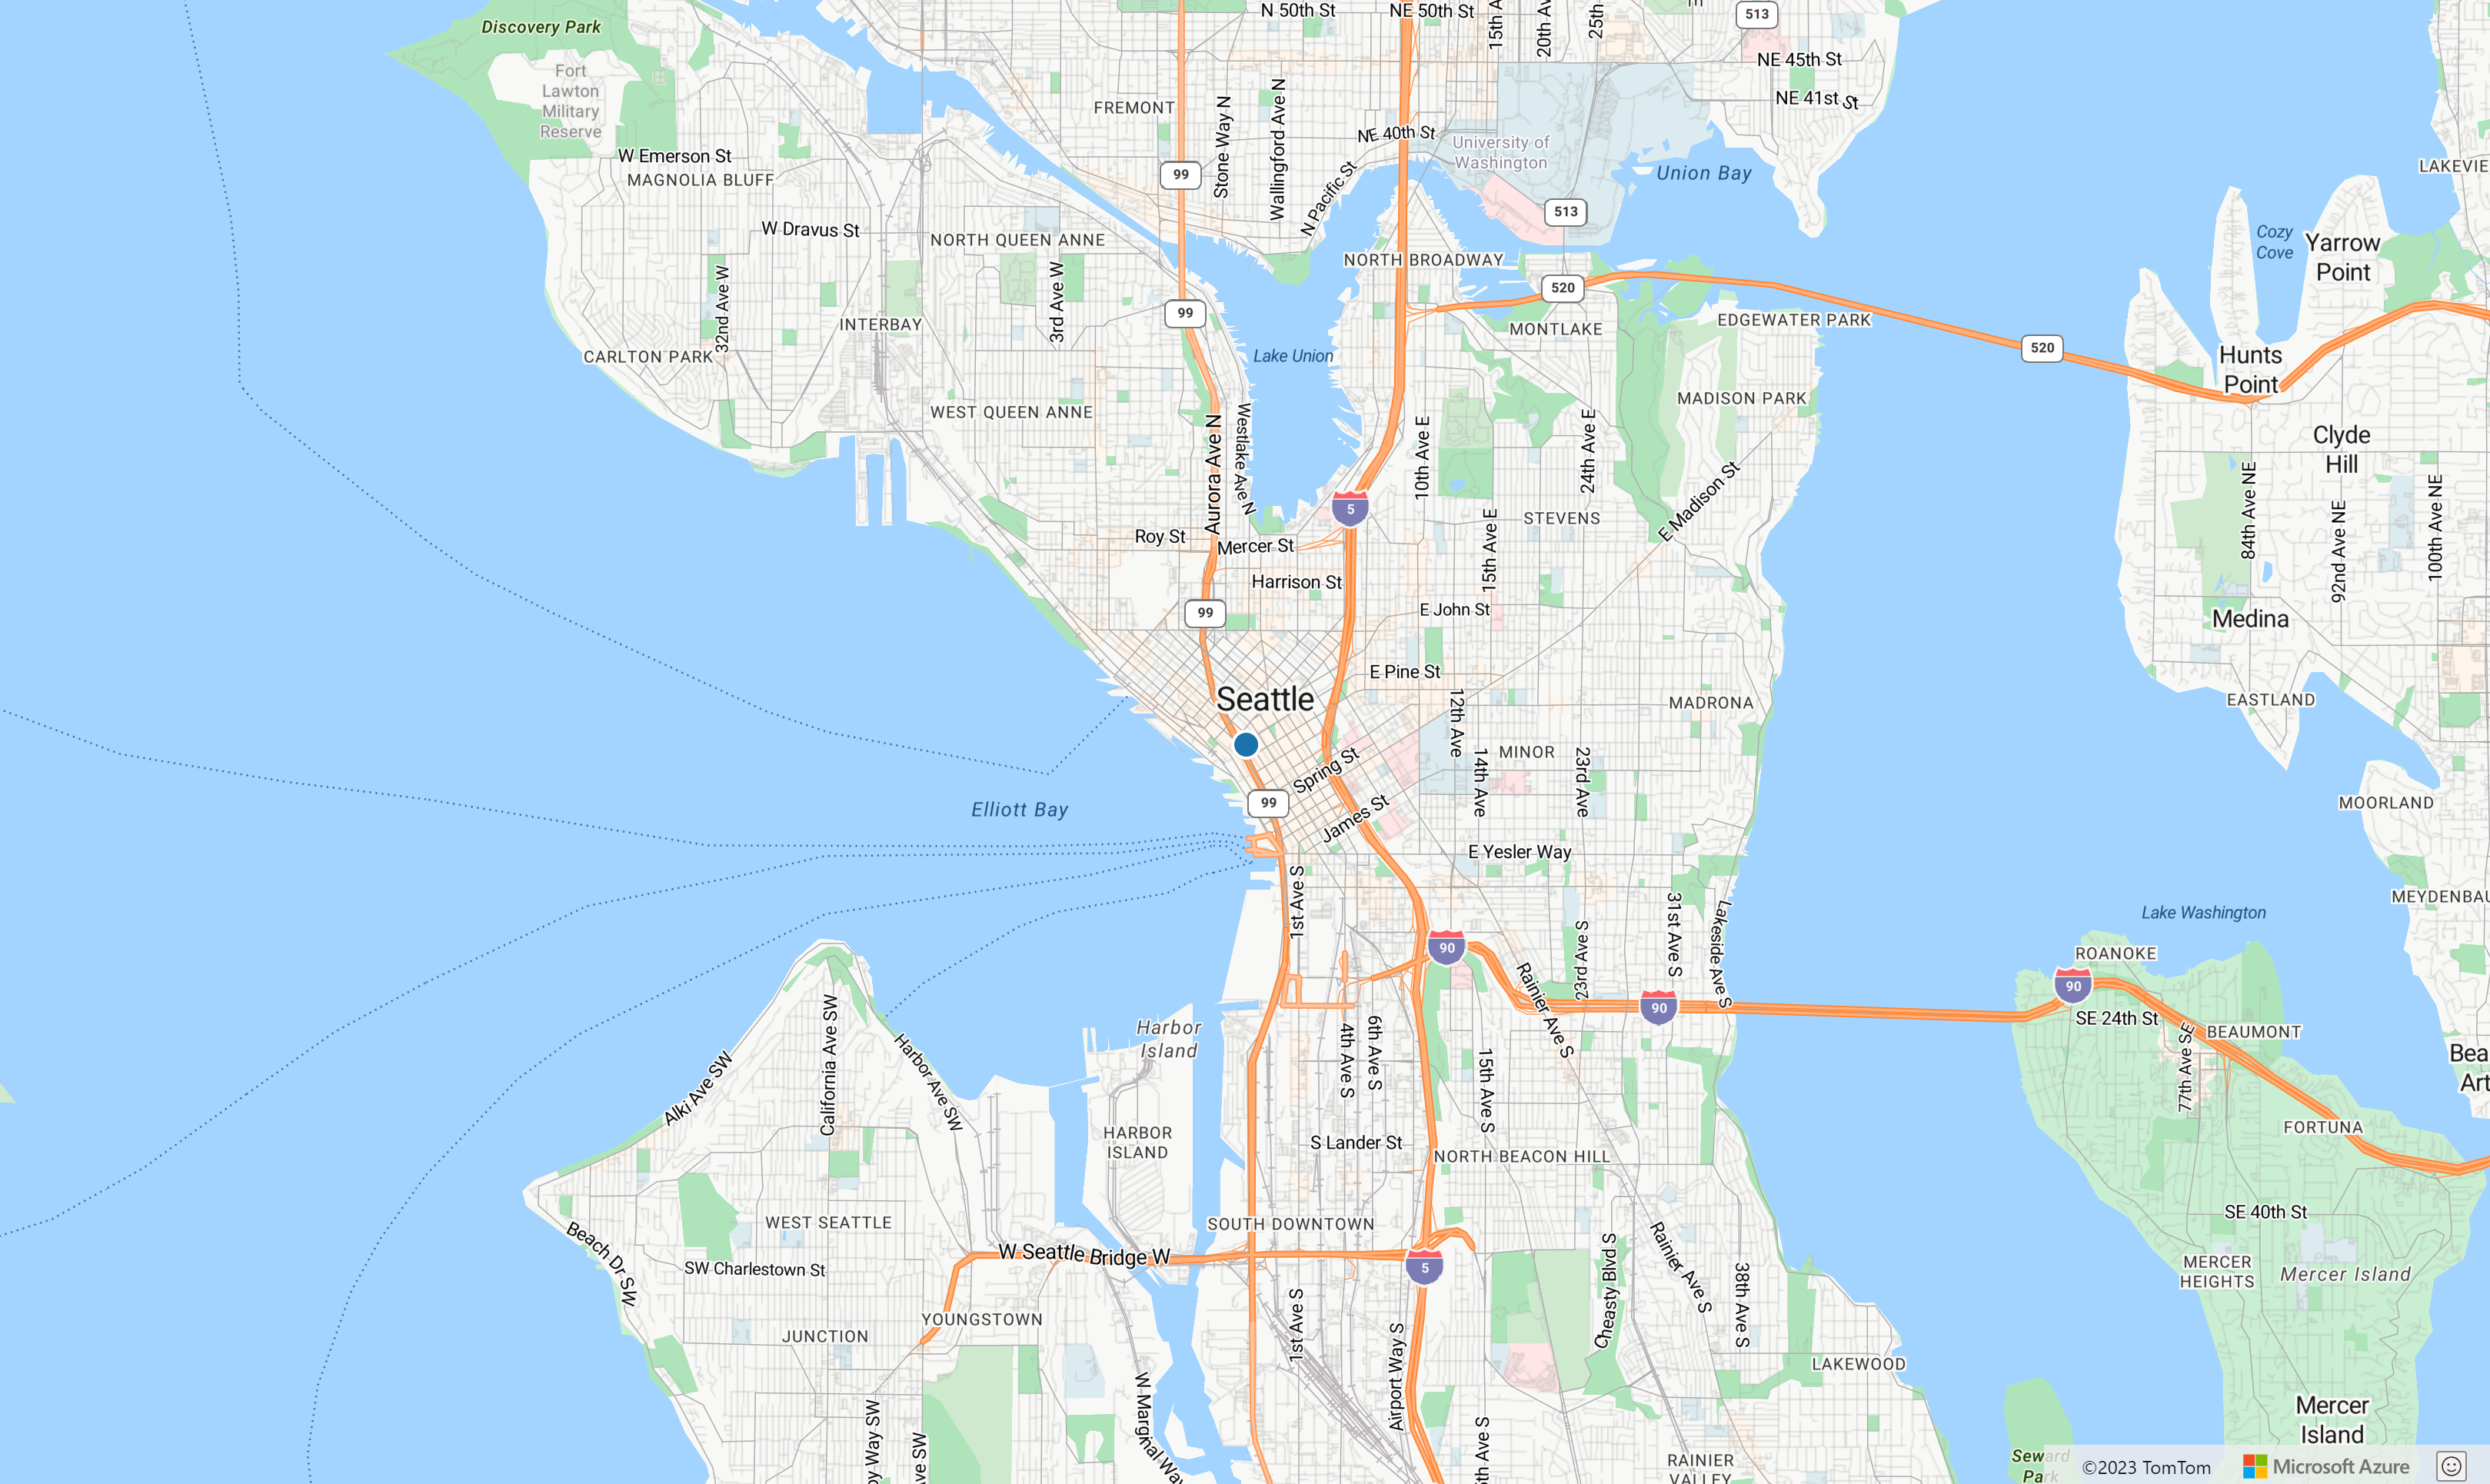 N 50th St
NE 50th St
15th A
20th Av
25th
513
Discovery Park
NE 45th St
Fort
Lawton
Military
Reserve
FREMONT
Stone Way N
Wallingford Ave N
NE 41st St
NE 40th St
University of
Washington
W Emerson St
MAGNOLIA BLUFF
99
N Pacific St
Union Bay
LAKEVIE
513
W Dravus St
NORTH QUEEN ANNE
NORTH BROADWAY
Cozy
Cove
Yarrow
Point
32nd Ave W
3rd Ave W
520
INTERBAY
99
MONTLAKE
EDGEWATER PARK
CARLTON PARK
Lake Union
520
Hunts
Point
WEST QUEEN ANNE
Aurora Ave N
Westlake Ave N
10th Ave E
24th Ave E
MADISON PARK
Clyde
Hill
5
15th Ave E
STEVENS
E Madison St
84th Ave NE
92nd Ave NE
100th Ave NE
Roy St
Mercer St
Harrison St
99
E John St
Medina
E Pine St
Seattle
12th Ave
MADRONA
EASTLAND
Spring St
14th Ave
MINOR
23rd Ave
Elliott Bay
99
James St
MOORLAND
E Yesler Way
1st Ave S
31st Ave S
Lakeside Ave S
MEYDENBAU
Lake Washington
90
23rd Ave S
ROANOKE
Rainier Ave S
90
90
SE 24th St
77th Ave SE
BEAUMONT
Harbor
Island
California Ave SW
Harbor Ave SW
Alki Ave SW
4th Ave S
6th Ave S
15th Ave S
Bea
Art
HARBOR
ISLAND
S Lander St
NORTH BEACON HILL
FORTUNA
WEST SEATTLE
SOUTH DOWNTOWN
SE 40th St
Beach Dr SW
W Seattle Bridge W
SW Charlestown St
5
Cheasty Blvd S
Rainier Ave S
38th Ave S
MERCER
HEIGHTS
Mercer Island
YOUNGSTOWN
JUNCTION
1st Ave S
Airport Way S
LAKEWOOD
W Marginal Way
oy Way SW
ve SW
th Ave S
RAINIER
VALLEY
Mercer
Island
Seward
Park
©2023 TomTom
Microsoft Azure